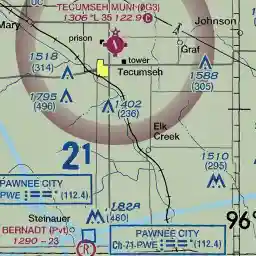 TECUMSEH MUNI (0G3)
1306 *L 35 122.9 C
Mary
Johnson
prison
Graf
tower
Tecumseh
1518
(314)
1588
(305)
1795
(496)
1402
(236)
Elk
Creek
21
1510
(295)
PAWNEE CITY
PWE (112.4)
182A
(460)
Steinauer
BERNADT (Pvt)
1290 - 23
R
PAWNEE CITY
Ch 71 PWE (112.4)
96°